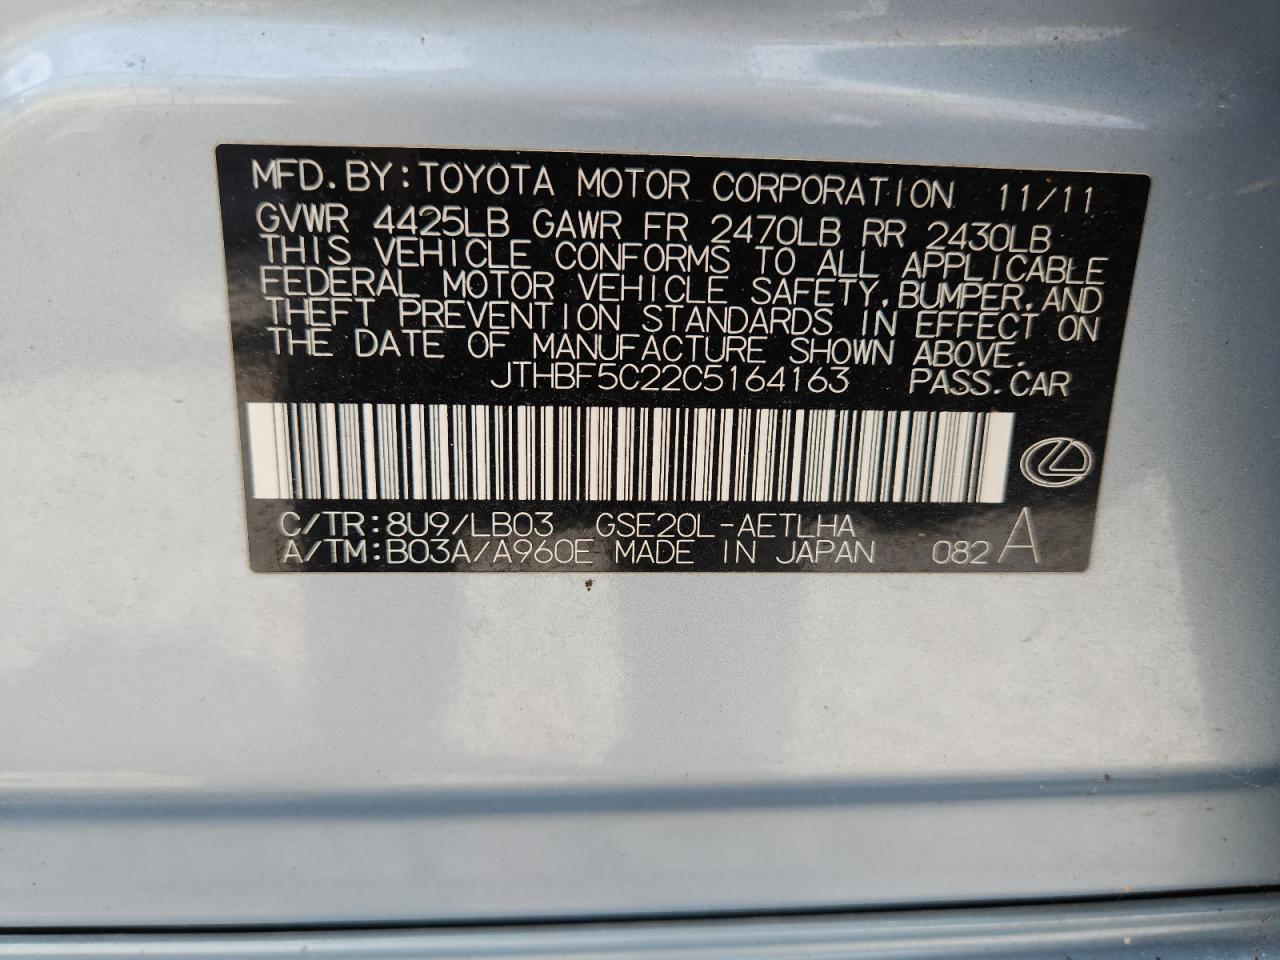 MFD. BY: TOYOTA MOTOR CORPORATION 11/11
GVWR 4425LB GAWR FR 2470LB RR 2430LB
THIS VEHICLE CONFORMS TO ALL APPLICABLE
FEDERAL MOTOR VEHICLE SAFETY, BUMPER, AND
THEFT PREVENTION STANDARDS IN EFFECT ON
THE DATE OF MANUFACTURE SHOWN ABOVE.
JTHBF5C22C5164163 PASS. CAR
C/TR: 8U9/LB03 GSE20L-AETLHA
A/TM: B03A/A960E MADE IN JAPAN 082 A